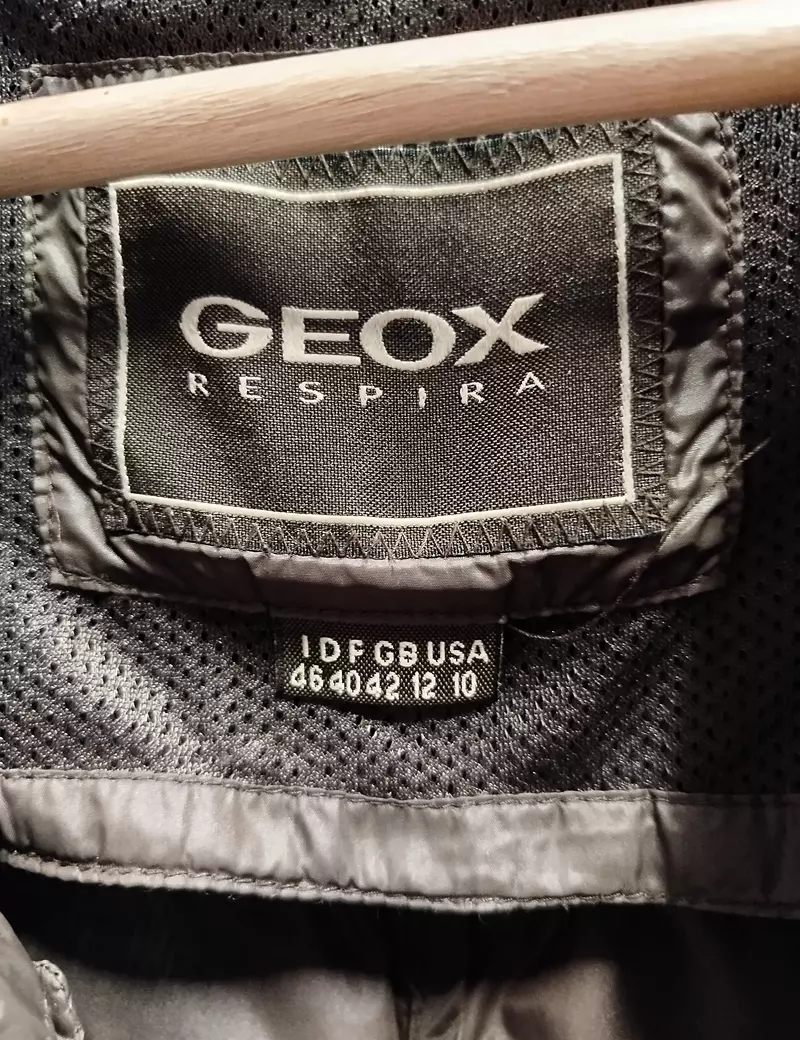 GEOX
RESPIRA
I D F GB USA
46 40 42 12 10